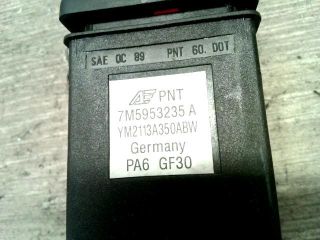 SAE OC 89 PNT 60. DOT
PNT
7M5953235 A
YM2113A350ABW
Germany
PA6 GF30